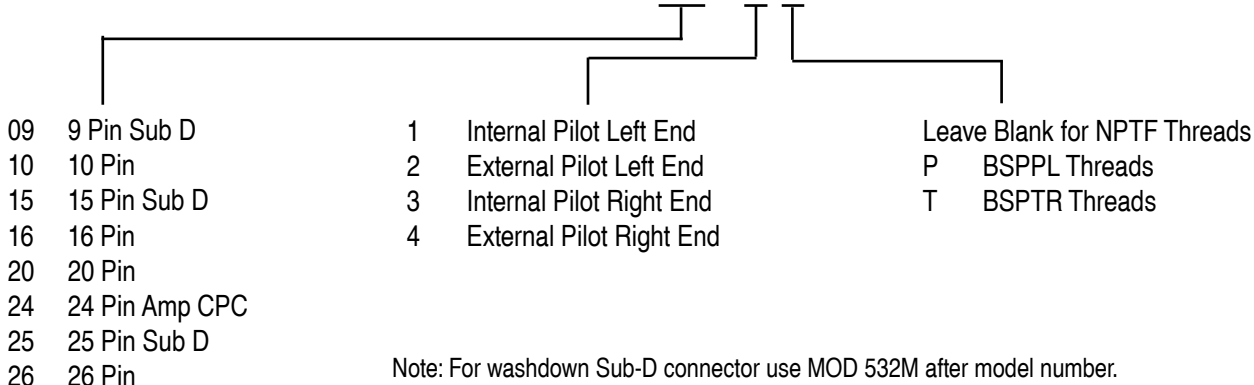 09 9 Pin Sub D
10 10 Pin
15 15 Pin Sub D
16 16 Pin
20 20 Pin
24 24 Pin Amp CPC
25 25 Pin Sub D
26 26 Pin
1 Internal Pilot Left End
2 External Pilot Left End
3 Internal Pilot Right End
4 External Pilot Right End
Leave Blank for NPTF Threads
P BSPPL Threads
T BSPTR Threads
Note: For washdown Sub-D connector use MOD 532M after model number.